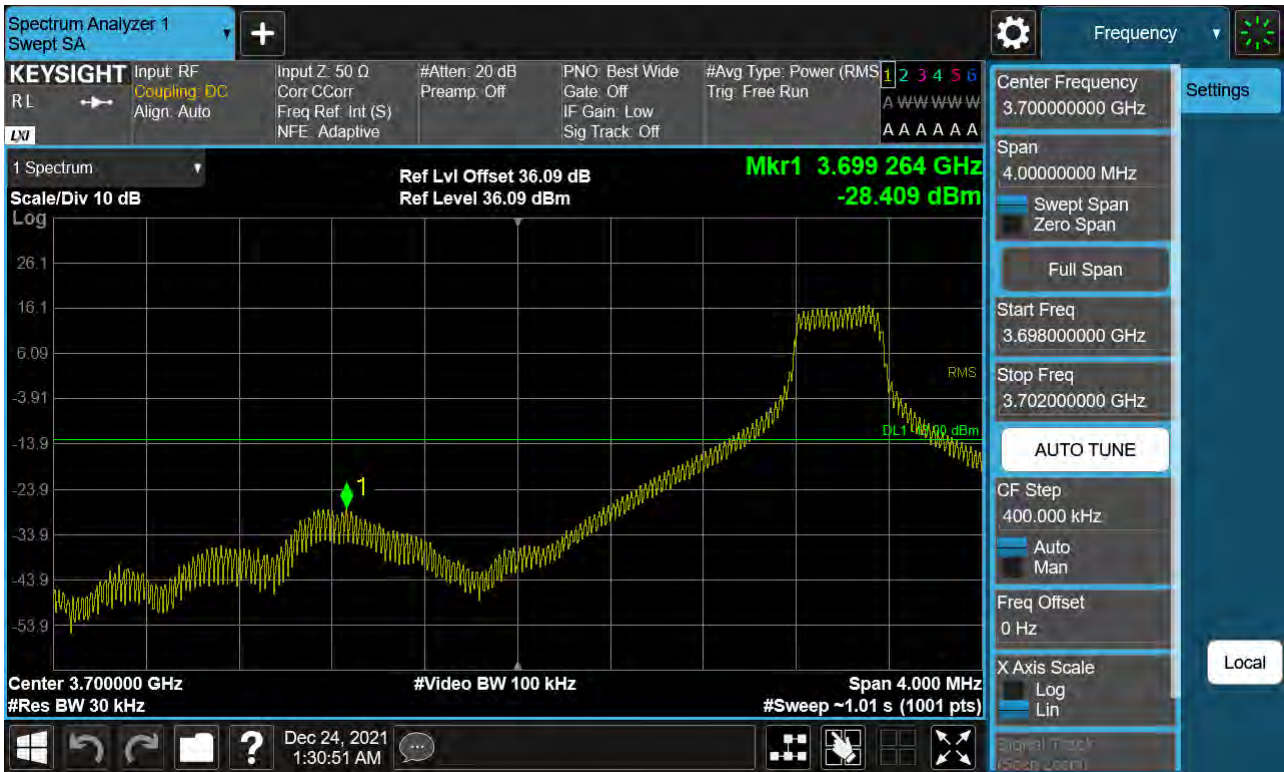 Spectrum Analyzer 1
Swept SA
+
Frequency
KEYSIGHT
RL
LXI
Input: RF
Coupling: DC
Align: Auto
Input Z: 50 Ω
Corr CCorr
Freq Ref: Int (S)
NFE: Adaptive
#Atten: 20 dB
Preamp: Off
PNO: Best Wide
Gate: Off
IF Gain: Low
Sig Track: Off
#Avg Type: Power (RMS
Trig: Free Run
1 2 3 4 5 6
A W W W W W
A A A A A A
1 Spectrum
Scale/Div 10 dB
Ref Lvl Offset 36.09 dB
Ref Level 36.09 dBm
Mkr1 3.699 264 GHz
-28.409 dBm
Log
26.1
16.1
6.09
-3.91
-13.9
-23.9
-33.9
-43.9
-53.9
1
RMS
DL1
dBm
Center 3.700000 GHz
#Video BW 100 kHz
Span 4.000 MHz
#Res BW 30 kHz
#Sweep ~1.01 s (1001 pts)
Center Frequency
3.700000000 GHz
Span
4.00000000 MHz
Swept Span
Zero Span
Full Span
Start Freq
3.698000000 GHz
Stop Freq
3.702000000 GHz
AUTO TUNE
CF Step
400.000 kHz
Auto
Man
Freq Offset
0 Hz
X Axis Scale
Log
Lin
Signal Track
(Span Zoom)
Settings
Local
?
Dec 24, 2021
1:30:51 AM